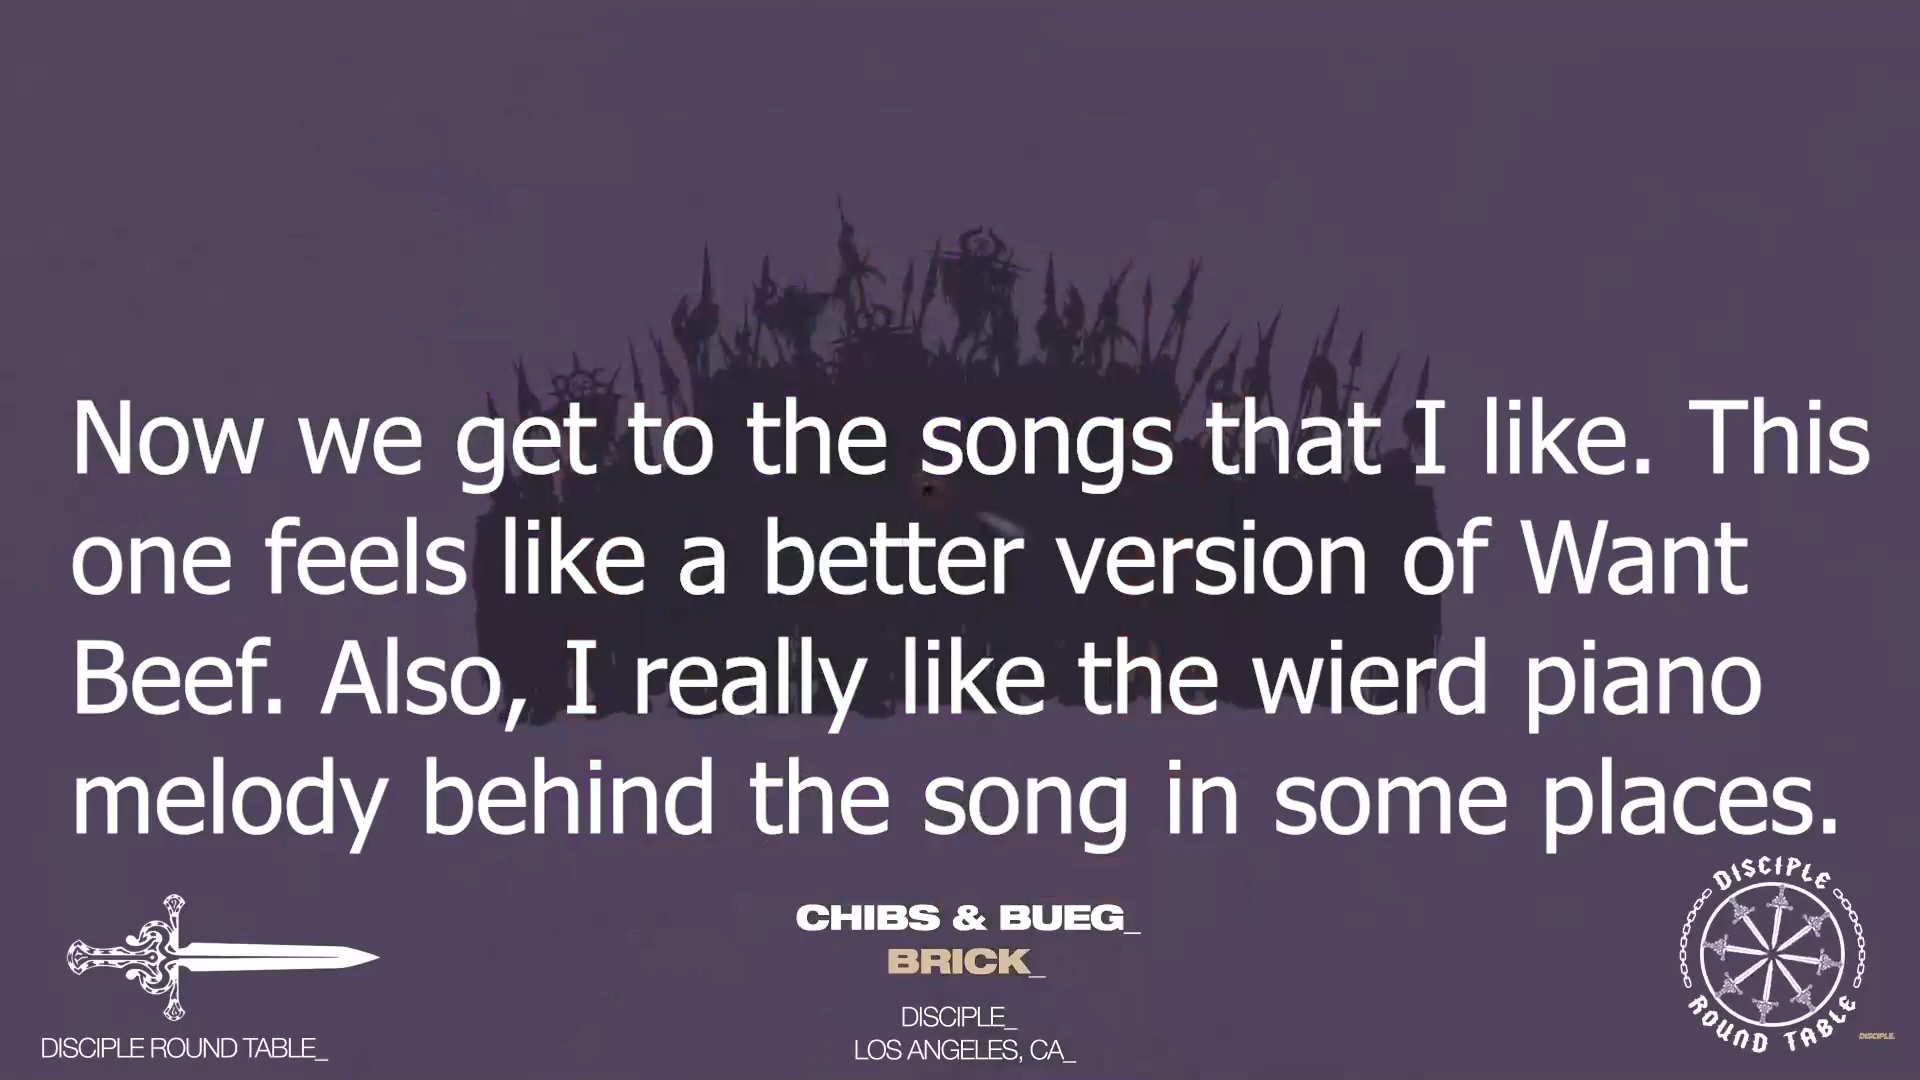 Now we get to the songs that I like. This
one feels like a better version of Want
Beef. Also, I really like the wierd piano
melody behind the song in some places.
CHIBS & BUEG_
BRICK_
DISCIPLE_
LOS ANGELES, CA_
DISCIPLE ROUND TABLE_
DISCIPLE
ROUND TABLE
DISCIPLE.